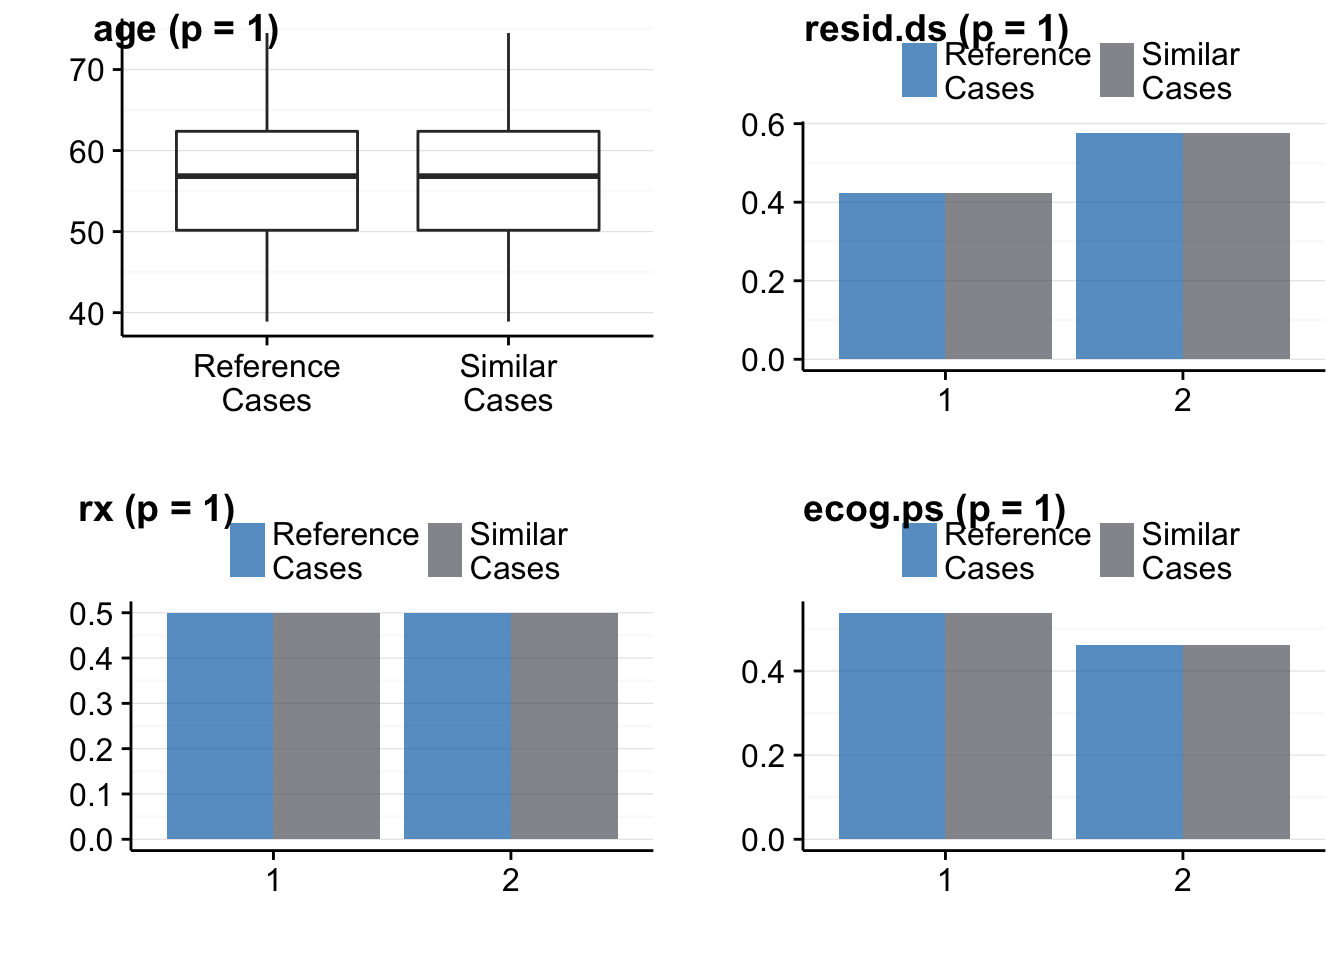 age (p = 1)
70
60
50
40
Reference
Cases
Similar
Cases
resid.ds (p = 1)
Reference
Cases
Similar
Cases
0.6
0.4
0.2
0.0
1
2
rx (p = 1)
Reference
Cases
Similar
Cases
0.5
0.4
0.3
0.2
0.1
0.0
1
2
ecog.ps (p = 1)
Reference
Cases
Similar
Cases
0.4
0.2
0.0
1
2